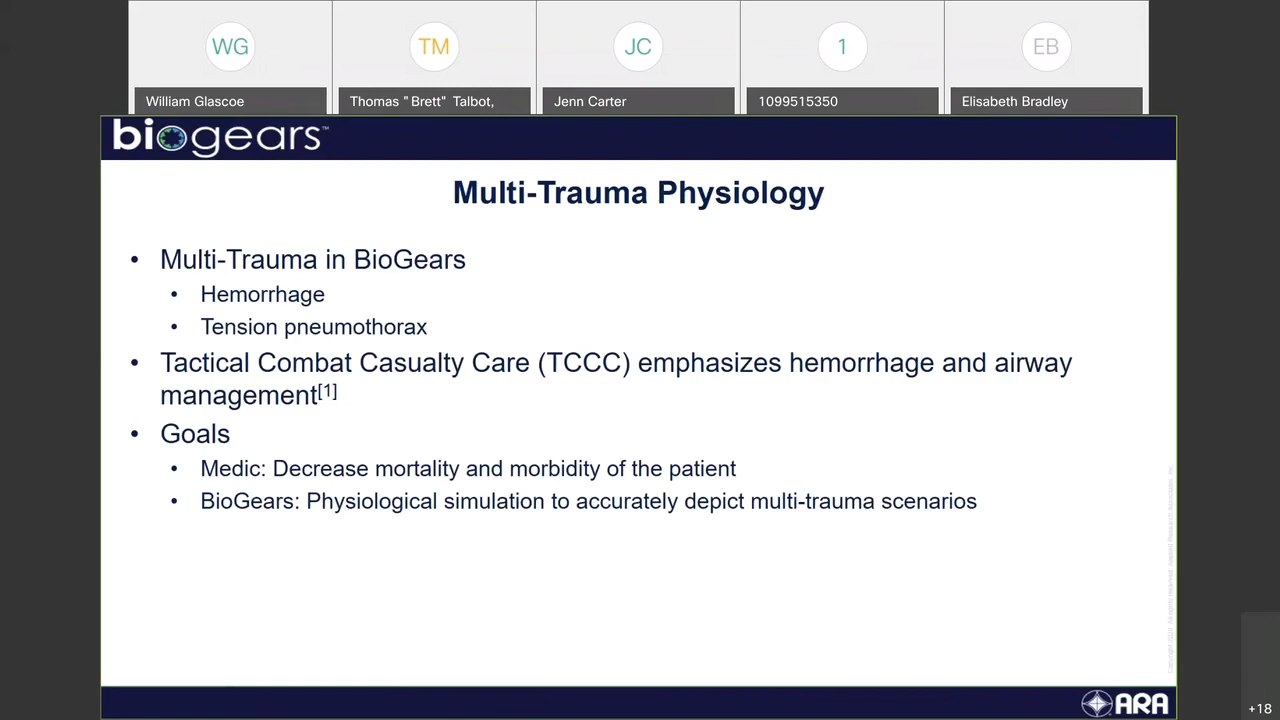 WG
TM
JC
1
EB
William Glascoe
Thomas "Brett" Talbot,
Jenn Carter
1099515350
Elisabeth Bradley
biogears™
Multi-Trauma Physiology
• Multi-Trauma in BioGears
• Hemorrhage
• Tension pneumothorax
• Tactical Combat Casualty Care (TCCC) emphasizes hemorrhage and airway
management[1]
• Goals
• Medic: Decrease mortality and morbidity of the patient
• BioGears: Physiological simulation to accurately depict multi-trauma scenarios
ARA
+18